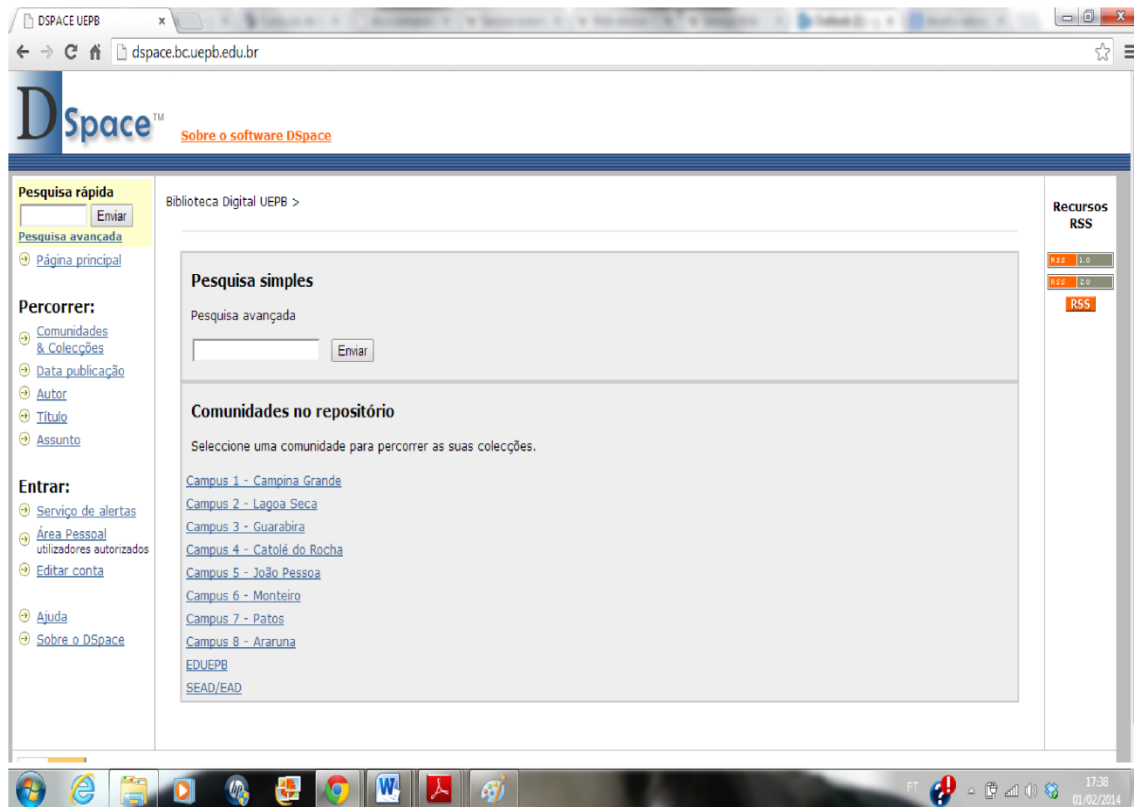 DSPACE UEPB
dspace.bc.uepb.edu.br
DSpace™
Sobre o software DSpace
Pesquisa rápida
Enviar
Pesquisa avançada
Página principal
Percorrer:
Comunidades
& Colecções
Data publicação
Autor
Título
Assunto
Entrar:
Serviço de alertas
Área Pessoal
utilizadores autorizados
Editar conta
Ajuda
Sobre o DSpace
Biblioteca Digital UEPB >
Pesquisa simples
Pesquisa avançada
Enviar
Comunidades no repositório
Seleccione uma comunidade para percorrer as suas colecções.
Campus 1 - Campina Grande
Campus 2 - Lagoa Seca
Campus 3 - Guarabira
Campus 4 - Catolé do Rocha
Campus 5 - João Pessoa
Campus 6 - Monteiro
Campus 7 - Patos
Campus 8 - Araruna
EDUEPB
SEAD/EAD
Recursos
RSS
RSS 1.0
RSS 2.0
RSS
PT
17:38
01/02/2014